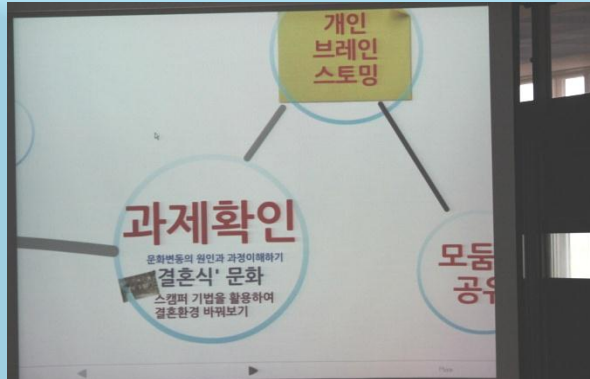 개인
브레인
스토밍
과제확인
문화변동의 원인과 과정이해하기
결혼식' 문화
스캠퍼 기법을 활용하여
결혼환경 바꿔보기
모둠